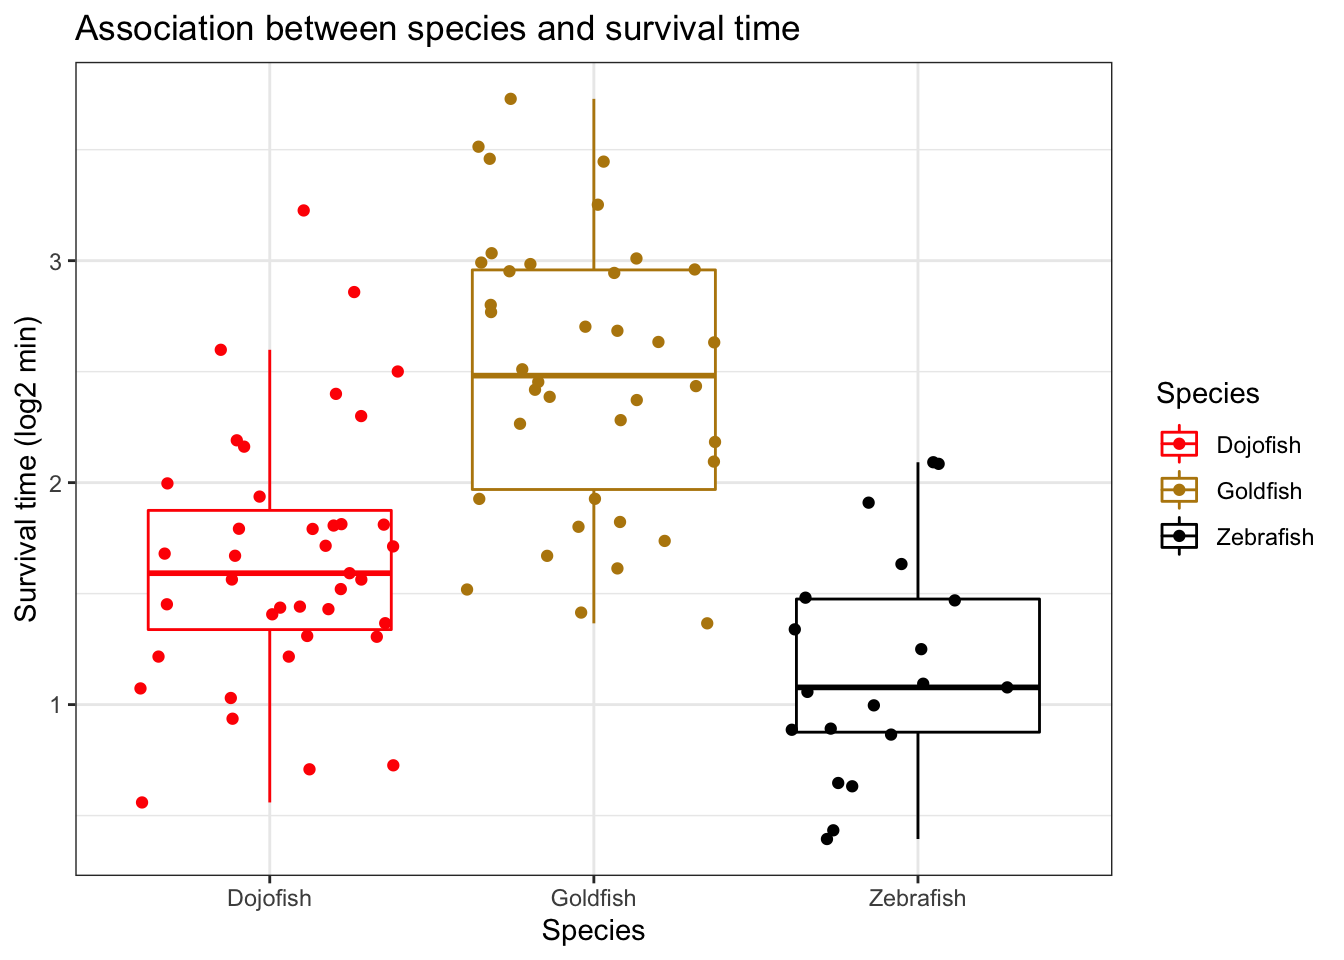 Association between species and survival time
Survival time (log2 min)
3
2
1
Dojofish
Goldfish
Zebrafish
Species
Species
Dojofish
Goldfish
Zebrafish